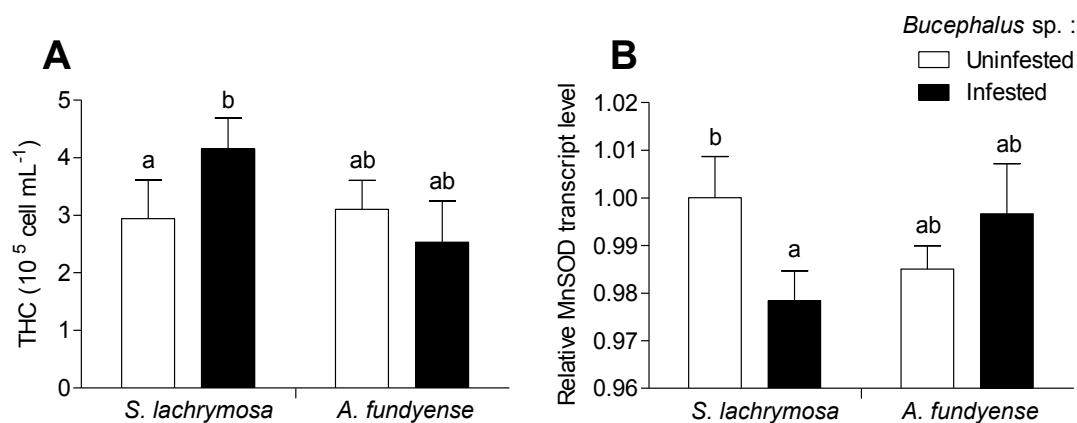 Bucephalus sp. :
Uninfested
Infested
A
THC (10 5 cell mL-1)
5
4
3
2
1
0
a
b
ab
ab
S. lachrymosa
A. fundyense
B
Relative MnSOD transcript level
1.02
1.01
1.00
0.99
0.98
0.97
0.96
b
a
ab
ab
S. lachrymosa
A. fundyense